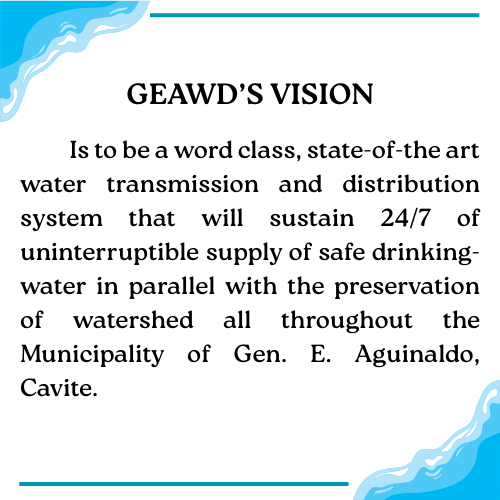 GEAWD’S VISION
Is to be a word class, state-of-the art
water transmission and distribution
system that will sustain 24/7 of
uninterruptible supply of safe drinking-
water in parallel with the preservation
of watershed all throughout the
Municipality of Gen. E. Aguinaldo,
Cavite.